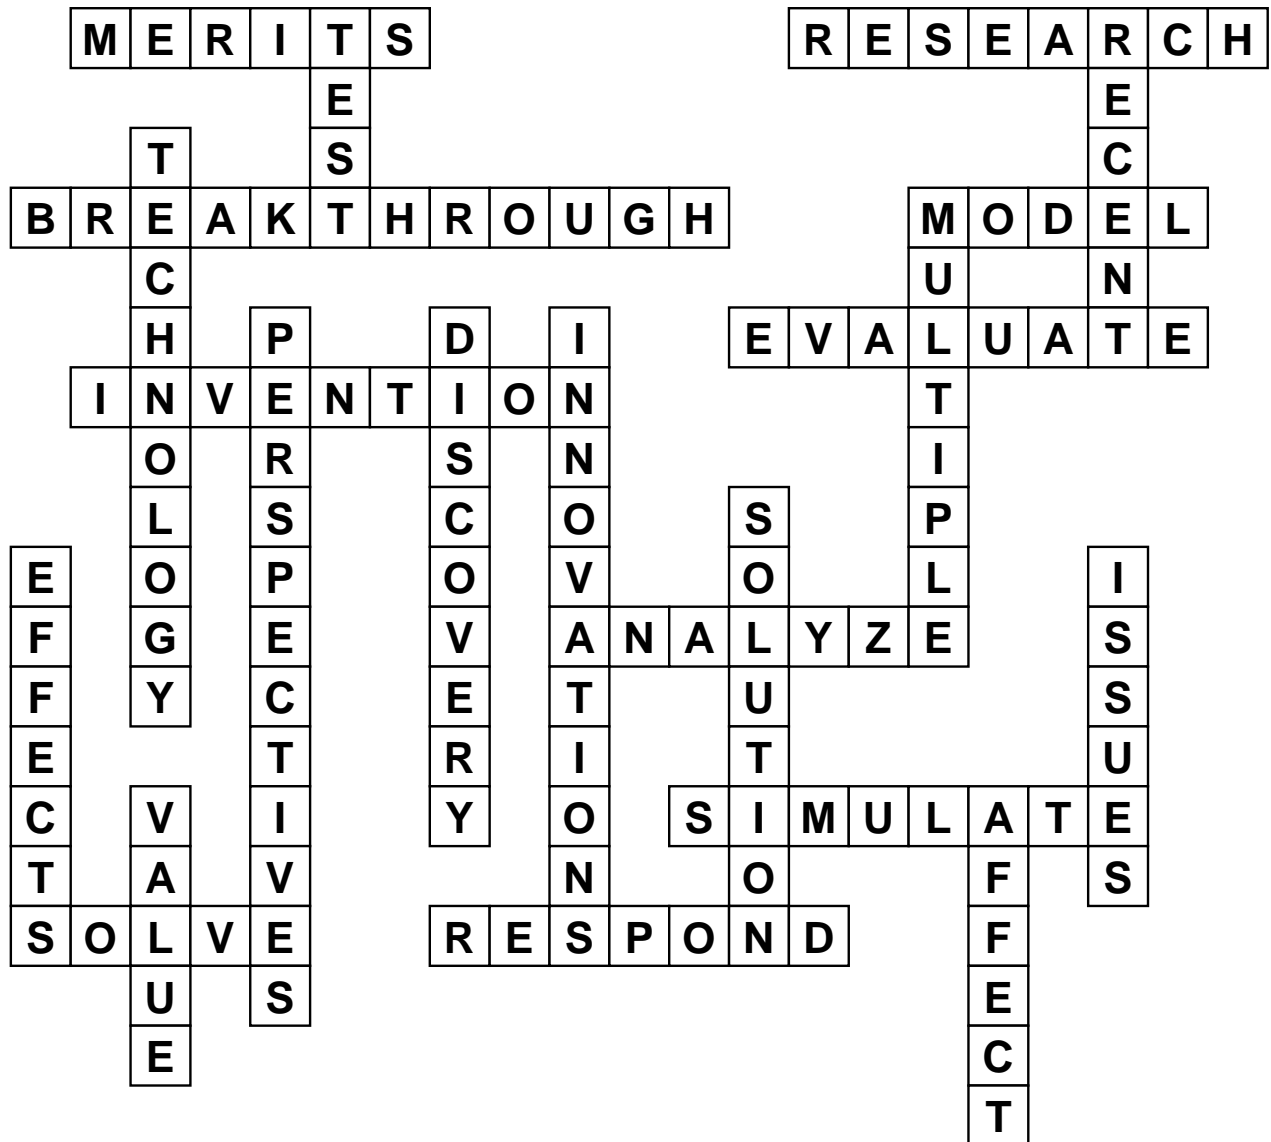 MERITS
TEST
RESEARCH
RECENT
TECHNOLOGY
BREAKTHROUGH
MODEL
MULTIPLE
PERSPECTIVES
DISCOVERY
INNOVATIONS
EVALUATE
INVENTION
SOLUTION
EFFECTS
ISSUES
ANALYZE
VALUE
SIMULATE
AFFECT
SOLVE
RESPOND